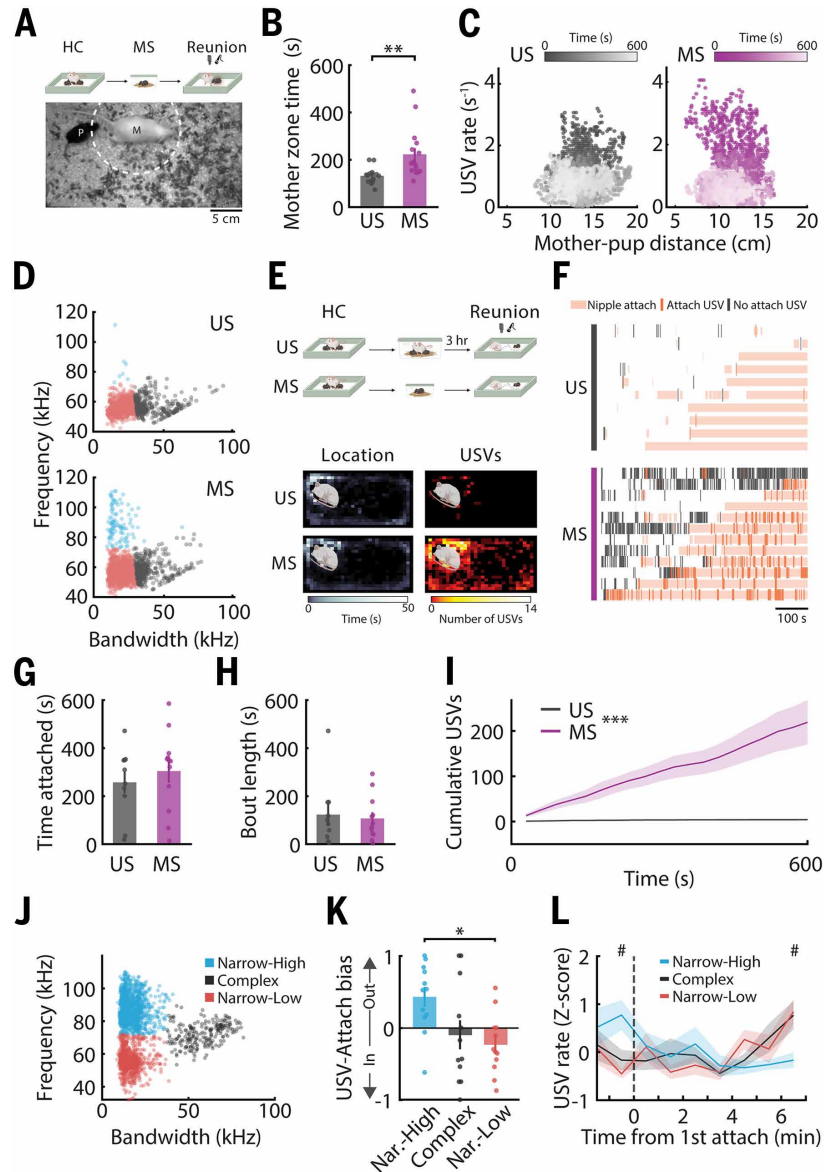 A
HC
MS
Reunion
P
M
5 cm
B
**
Mother zone time (s)
600
400
200
0
US
MS
C
US
Time (s)
0
600
MS
Time (s)
0
600
USV rate (s⁻¹)
4
2
0
5
10
15
20
5
10
15
20
Mother-pup distance (cm)
D
Frequency (kHz)
120
100
80
60
40
0
50
100
US
120
100
80
60
40
0
50
100
MS
Bandwidth (kHz)
E
HC
Reunion
US
3 hr
MS
Location
USVs
US
MS
0
50
Time (s)
0
14
Number of USVs
F
Nipple attach
Attach USV
No attach USV
US
MS
100 s
G
Time attached (s)
600
400
200
0
US
MS
H
Bout length (s)
600
400
200
0
US
MS
I
Cumulative USVs
200
100
0
US
MS
***
0
600
Time (s)
J
Frequency (kHz)
100
80
60
40
Narrow-High
Complex
Narrow-Low
0
50
100
Bandwidth (kHz)
K
USV-Attach bias
In
Out
1
0
-1
*
Nar.-High
Complex
Nar.-Low
L
USV rate (Z-score)
2
1
0
-1
#
#
Narrow-High
Complex
Narrow-Low
0
2
4
6
Time from 1st attach (min)